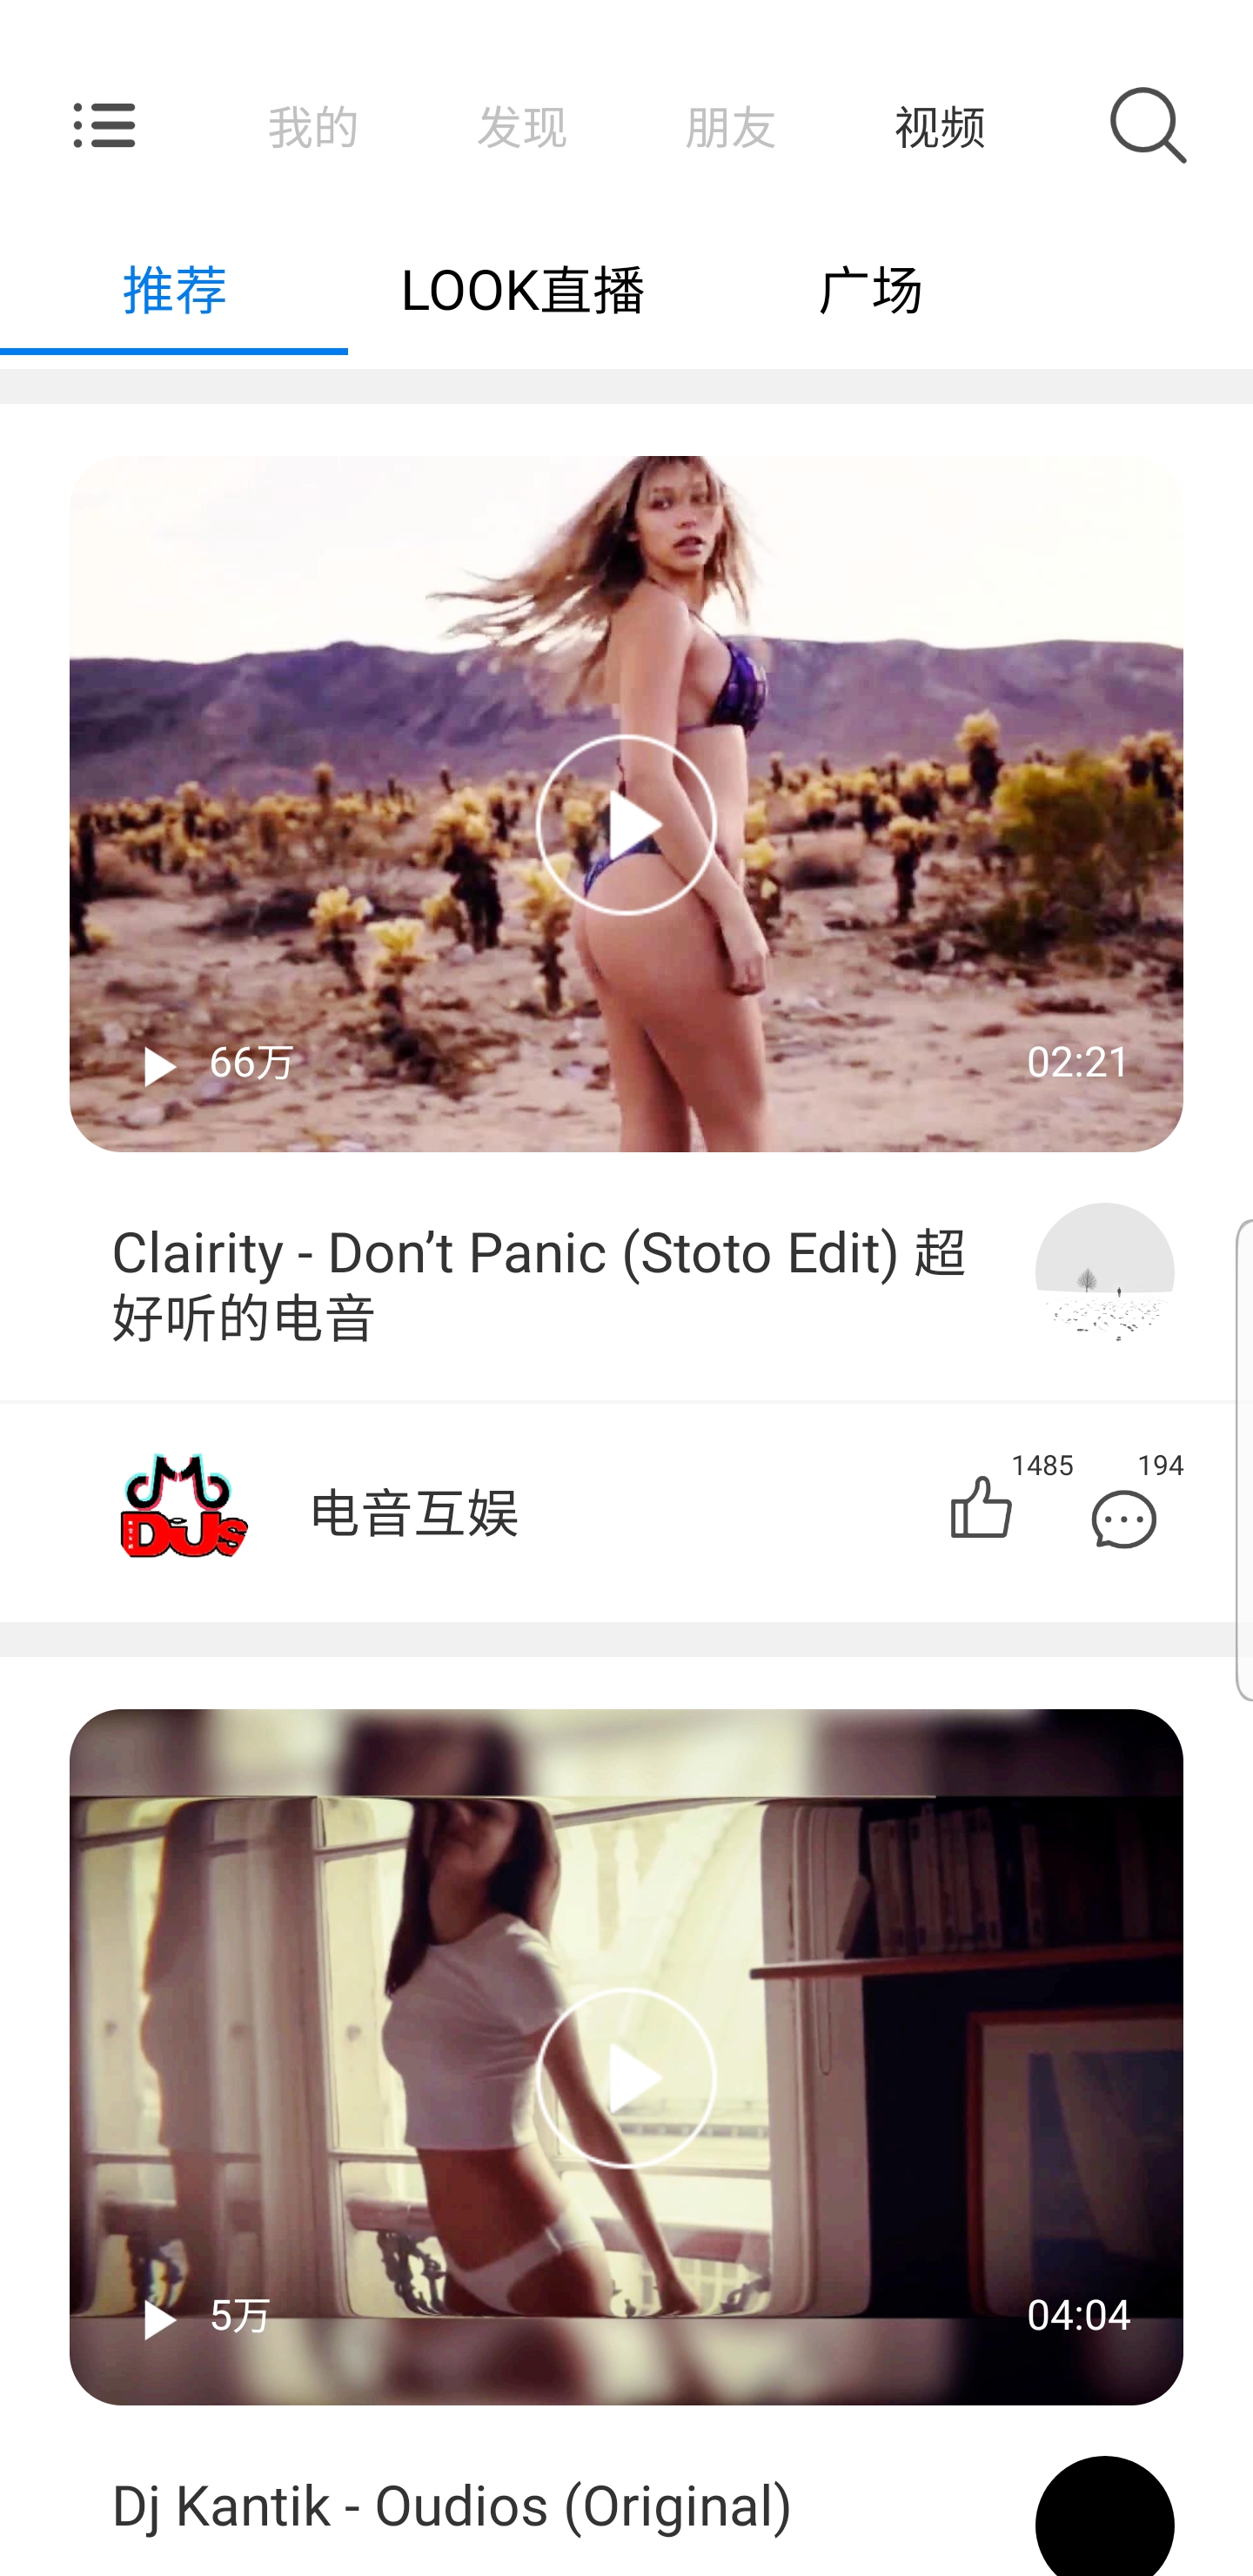 我的 发现 朋友 视频
推荐 LOOK直播 广场
66万 02:21
Clairity - Don’t Panic (Stoto Edit) 超
好听的电音
DJs
电音互娱 1485 194
5万 04:04
Dj Kantik - Oudios (Original)